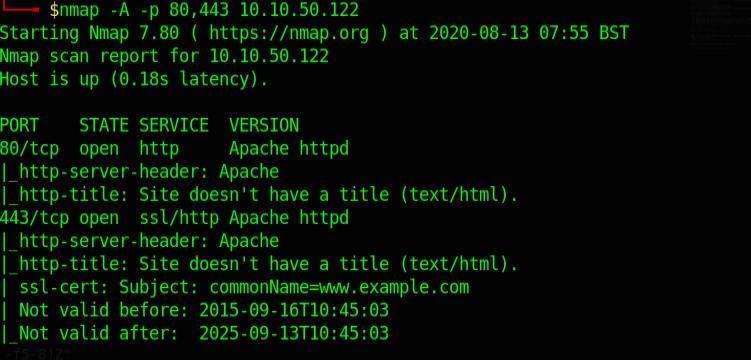 $nmap -A -p 80,443 10.10.50.122
Starting Nmap 7.80 ( https://nmap.org ) at 2020-08-13 07:55 BST
Nmap scan report for 10.10.50.122
Host is up (0.18s latency).
PORT    STATE SERVICE  VERSION
80/tcp  open  http     Apache httpd
|_http-server-header: Apache
|_http-title: Site doesn't have a title (text/html).
443/tcp open  ssl/http Apache httpd
|_http-server-header: Apache
|_http-title: Site doesn't have a title (text/html).
| ssl-cert: Subject: commonName=www.example.com
| Not valid before: 2015-09-16T10:45:03
|_Not valid after:  2025-09-13T10:45:03